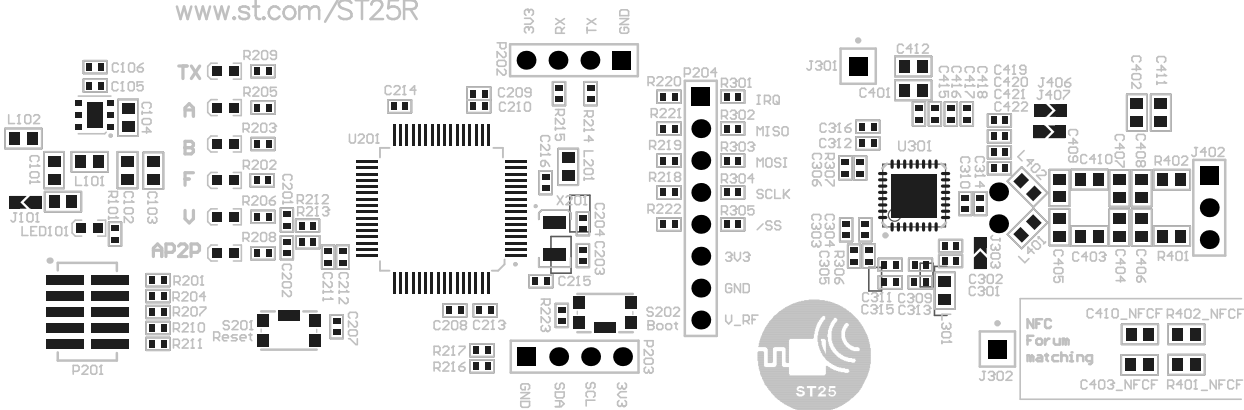 www.st.com/ST25R
3V3
RX
TX
GND
P202
C106
C105
C104
L102
C101
L101
C102
C103
R101
J101
LED101
TX
R209
A
R205
B
R203
F
R202
V
R206
AP2P
R208
C201
R213
R212
C202
C211
C212
C214
C209
C210
U201
R215
R214
C216
L201
X201
C204
C203
C215
R201
R204
R207
R210
R211
P201
S201
Reset
C207
C208
C213
R223
S202
Boot
R217
R216
P203
GND
SDA
SCL
3V3
P204
R220
R221
R219
R218
R222
R301
IRQ
R302
MISO
R303
MOSI
R304
SCLK
R305
/SS
3V3
GND
V_RF
ST25
J301
C412
C401
C415
C416
C417
C418
C419
C420
C421
C422
J406
J407
C402
C411
C316
C312
U301
C306
R307
C310
C314
L402
L401
C409
C410
C407
C408
R402
J402
C303
C304
C305
R306
C311
C315
C309
C313
L301
J303
C302
C301
C405
C403
C404
C406
R401
J302
NFC
Forum
matching
C410_NFCF
R402_NFCF
C403_NFCF
R401_NFCF